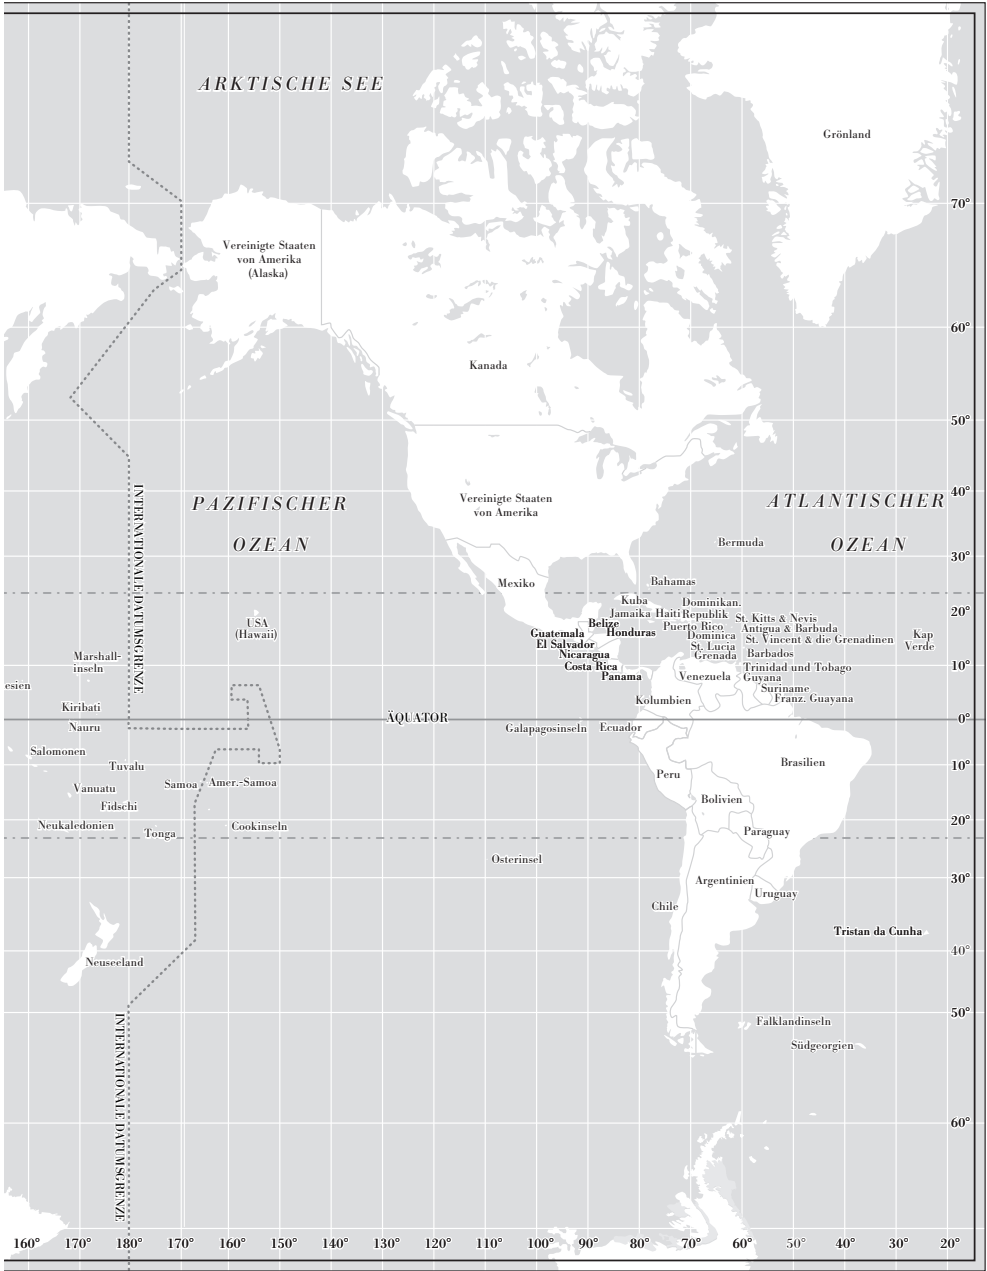 ARKTISCHE SEE
Grönland
70°
Vereinigte Staaten
von Amerika
(Alaska)
60°
Kanada
50°
INTERNATIONALE DATUMSGRENZE
PAZIFISCHER
OZEAN
Vereinigte Staaten
von Amerika
ATLANTISCHER
OZEAN
40°
Bermuda
30°
Mexiko
Bahamas
Kuba
Dominikan.
Republik
Jamaika
Haiti
20°
USA
(Hawaii)
Belize
Puerto Rico
St. Kitts & Nevis
Antigua & Barbuda
Guatemala
Honduras
Dominica
St. Vincent & die Grenadinen
Kap
Verde
El Salvador
St. Lucia
Nicaragua
Grenada
Barbados
Marshall-
inseln
Costa Rica
10°
Trinidad und Tobago
Panama
Venezuela
Guyana
esien
Suriname
Franz. Guayana
Kolumbien
Kiribati
ÄQUATOR
0°
Nauru
Galapagosinseln
Ecuador
Salomonen
Brasilien
Tuvalu
10°
Peru
Samoa
Amer.-Samoa
Vanuatu
Bolivien
Fidschi
20°
Neukaledonien
Tonga
Cookinseln
Paraguay
Osterinsel
30°
Argentinien
Uruguay
Chile
Tristan da Cunha
40°
Neuseeland
50°
INTERNATIONALE DATUMSGRENZE
Falklandinseln
Südgeorgien
60°
160° 170° 180° 170° 160° 150° 140° 130° 120° 110° 100° 90° 80° 70° 60° 50° 40° 30° 20°